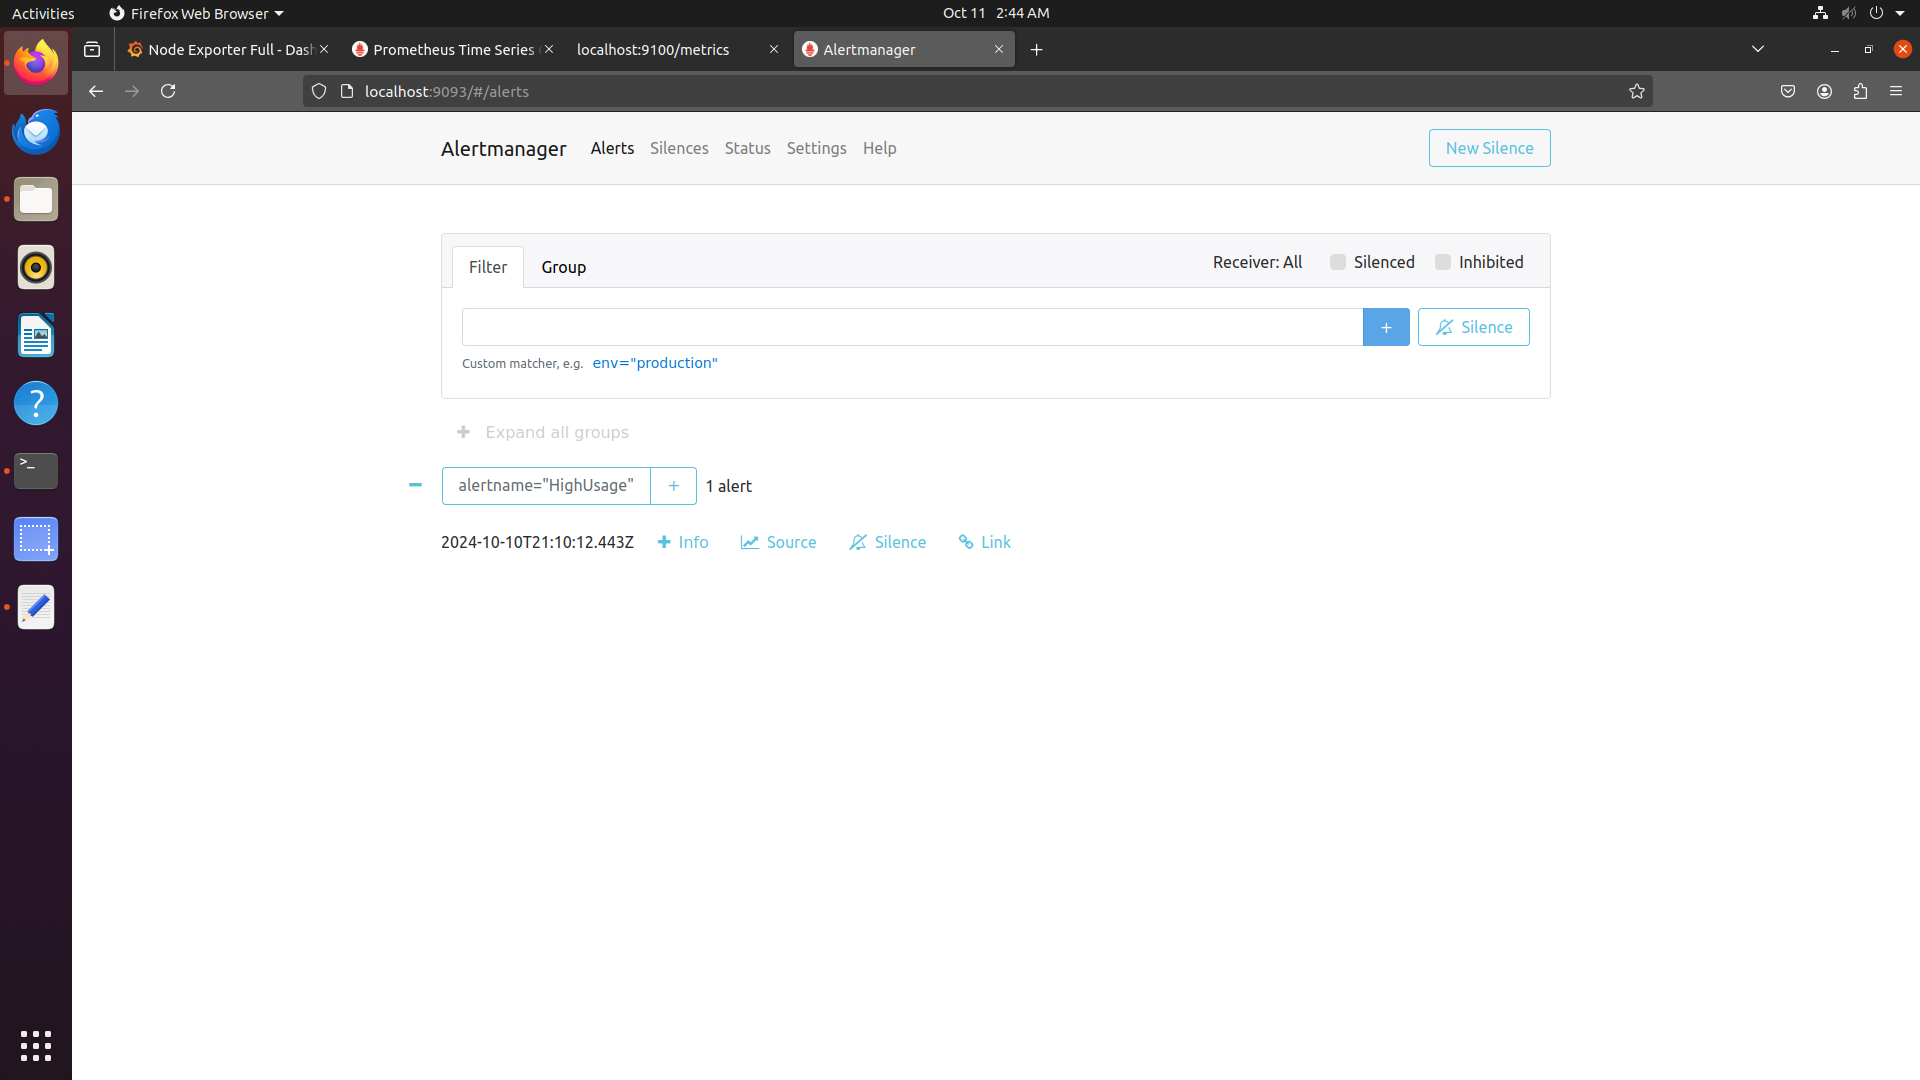 Activities Firefox Web Browser Oct 11 2:44 AM
Node Exporter Full - Dash Prometheus Time Series localhost:9100/metrics Alertmanager
localhost:9093/#/alerts
Alertmanager Alerts Silences Status Settings Help New Silence
Filter Group Receiver: All Silenced Inhibited
+ Silence
Custom matcher, e.g. env="production"
+ Expand all groups
alertname="HighUsage" + 1 alert
2024-10-10T21:10:12.443Z + Info Source Silence Link